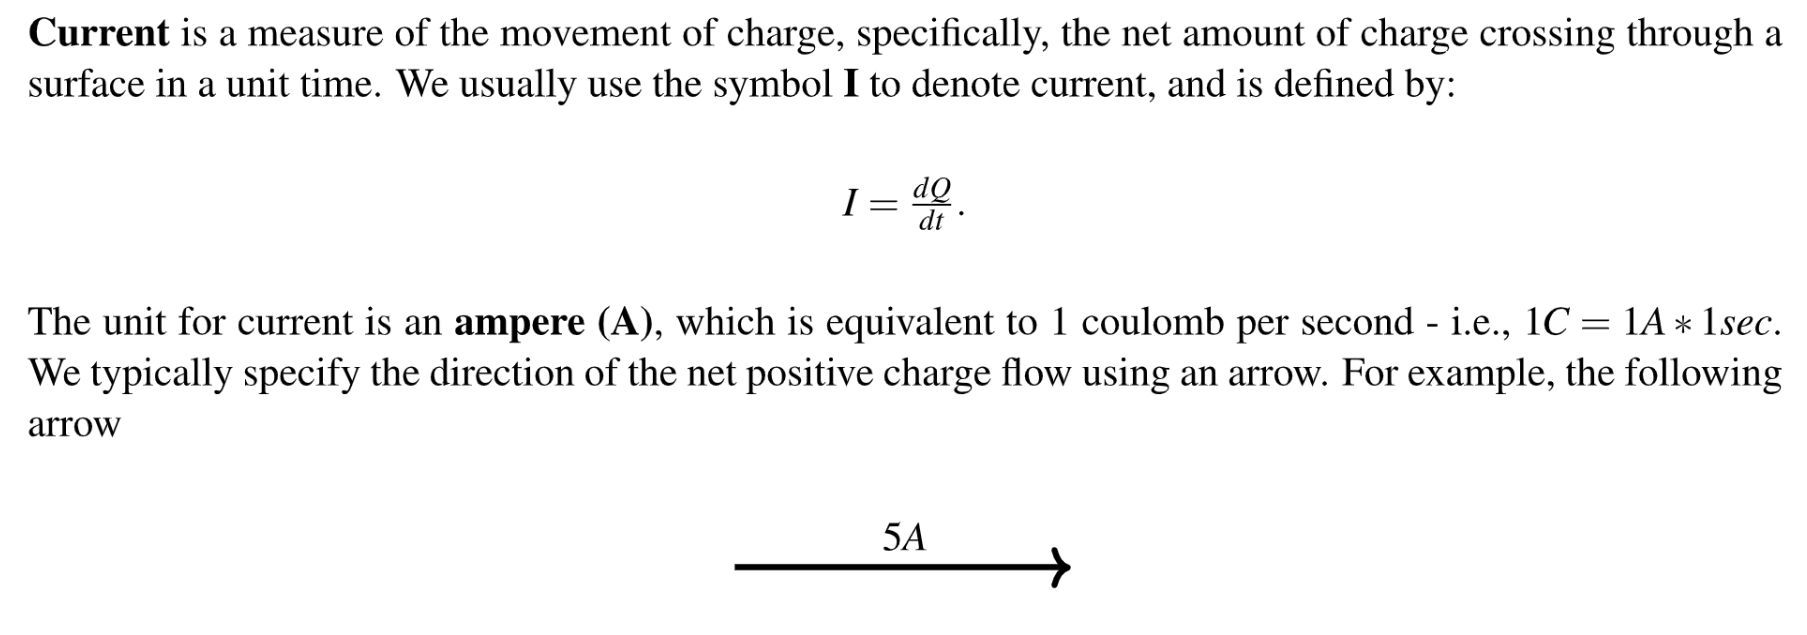 Current is a measure of the movement of charge, specifically, the net amount of charge crossing through a
surface in a unit time. We usually use the symbol I to denote current, and is defined by:
I = dQ/dt.
The unit for current is an ampere (A), which is equivalent to 1 coulomb per second - i.e., 1C = 1A * 1sec.
We typically specify the direction of the net positive charge flow using an arrow. For example, the following
arrow
5A